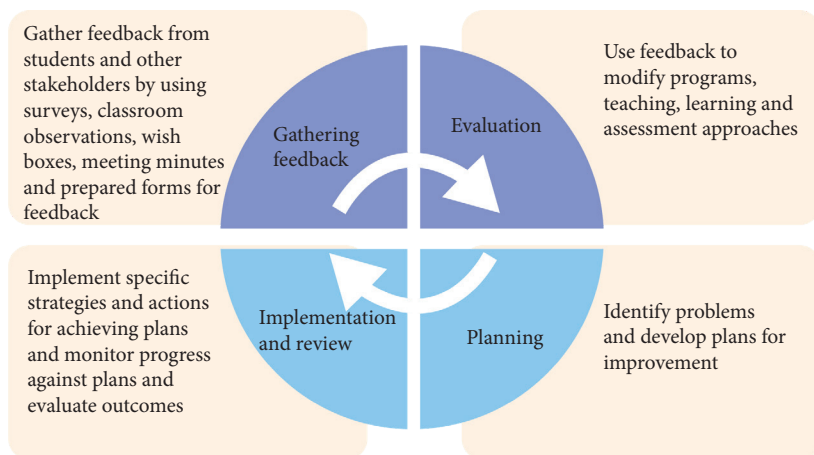 Gather feedback from
students and other
stakeholders by using
surveys, classroom
observations, wish
boxes, meeting minutes
and prepared forms for
feedback
Gathering
feedback
Evaluation
Use feedback to
modify programs,
teaching, learning and
assessment approaches
Implement specific
strategies and actions
for achieving plans
and monitor progress
against plans and
evaluate outcomes
Implementation
and review
Planning
Identify problems
and develop plans for
improvement